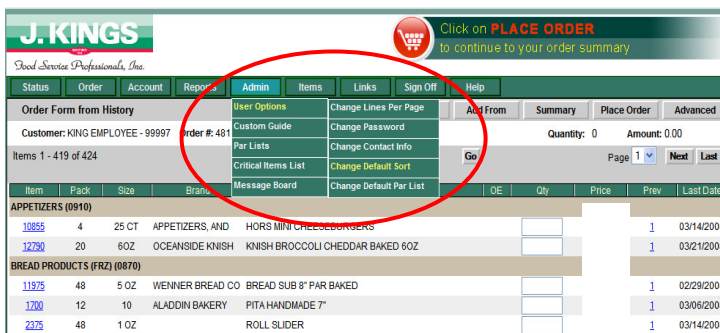 J. KINGS
Food Service Professionals, Inc.
Click on PLACE ORDER
to continue to your order summary
Status Order Account Reports Admin Items Links Sign Off Help
Order Form from History User Options Change Lines Per Page Add From Summary Place Order Advanced
Customer: KING EMPLOYEE - 99997 Order #: 481 Custom Guide Change Password Quantity: 0 Amount: 0.00
Items 1 - 419 of 424 Par Lists Change Contact Info Go Page 1 Next Last
Critical Items List Change Default Sort
Message Board Change Default Par List
Item Pack Size Brand OE Qty Price Prev Last Date
APPETIZERS (0910)
10855 4 25 CT APPETIZERS, AND HORS MINI CHEESEBURGERS 1 03/14/200
12790 20 6OZ OCEANSIDE KNISH KNISH BROCCOLI CHEDDAR BAKED 6OZ 1 03/21/200
BREAD PRODUCTS (FRZ) (0870)
11975 48 5 OZ WENNER BREAD CO BREAD SUB 8" PAR BAKED 1 02/29/200
1700 12 10 ALADDIN BAKERY PITA HANDMADE 7" 1 03/06/200
2375 48 1 OZ ROLL SLIDER 1 03/14/200